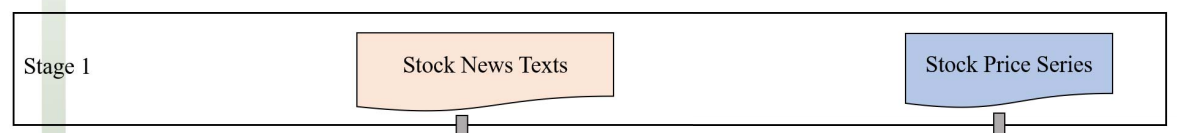 Stage 1
Stock News Texts
Stock Price Series